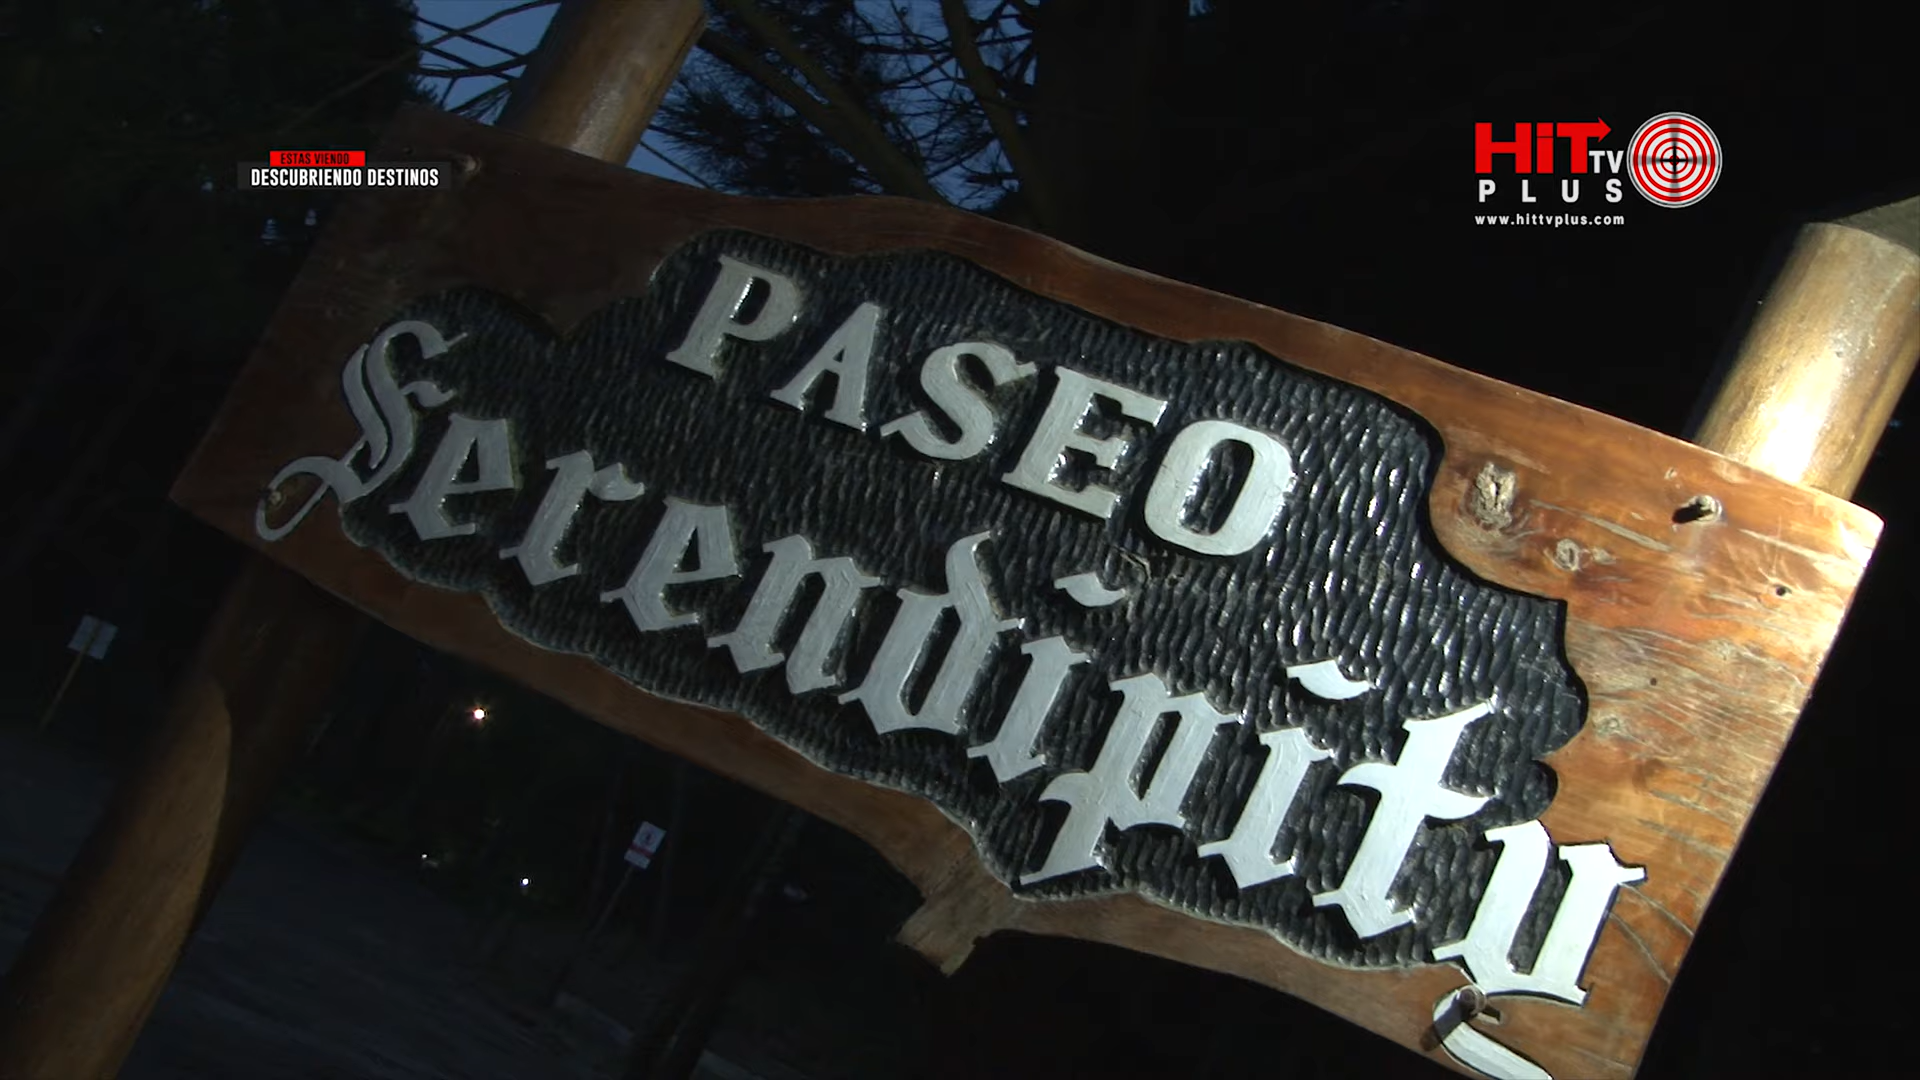 ESTAS VIENDO
DESCUBRIENDO DESTINOS
HiT TV
PLUS
www.hittvplus.com
PASEO
Serendipity